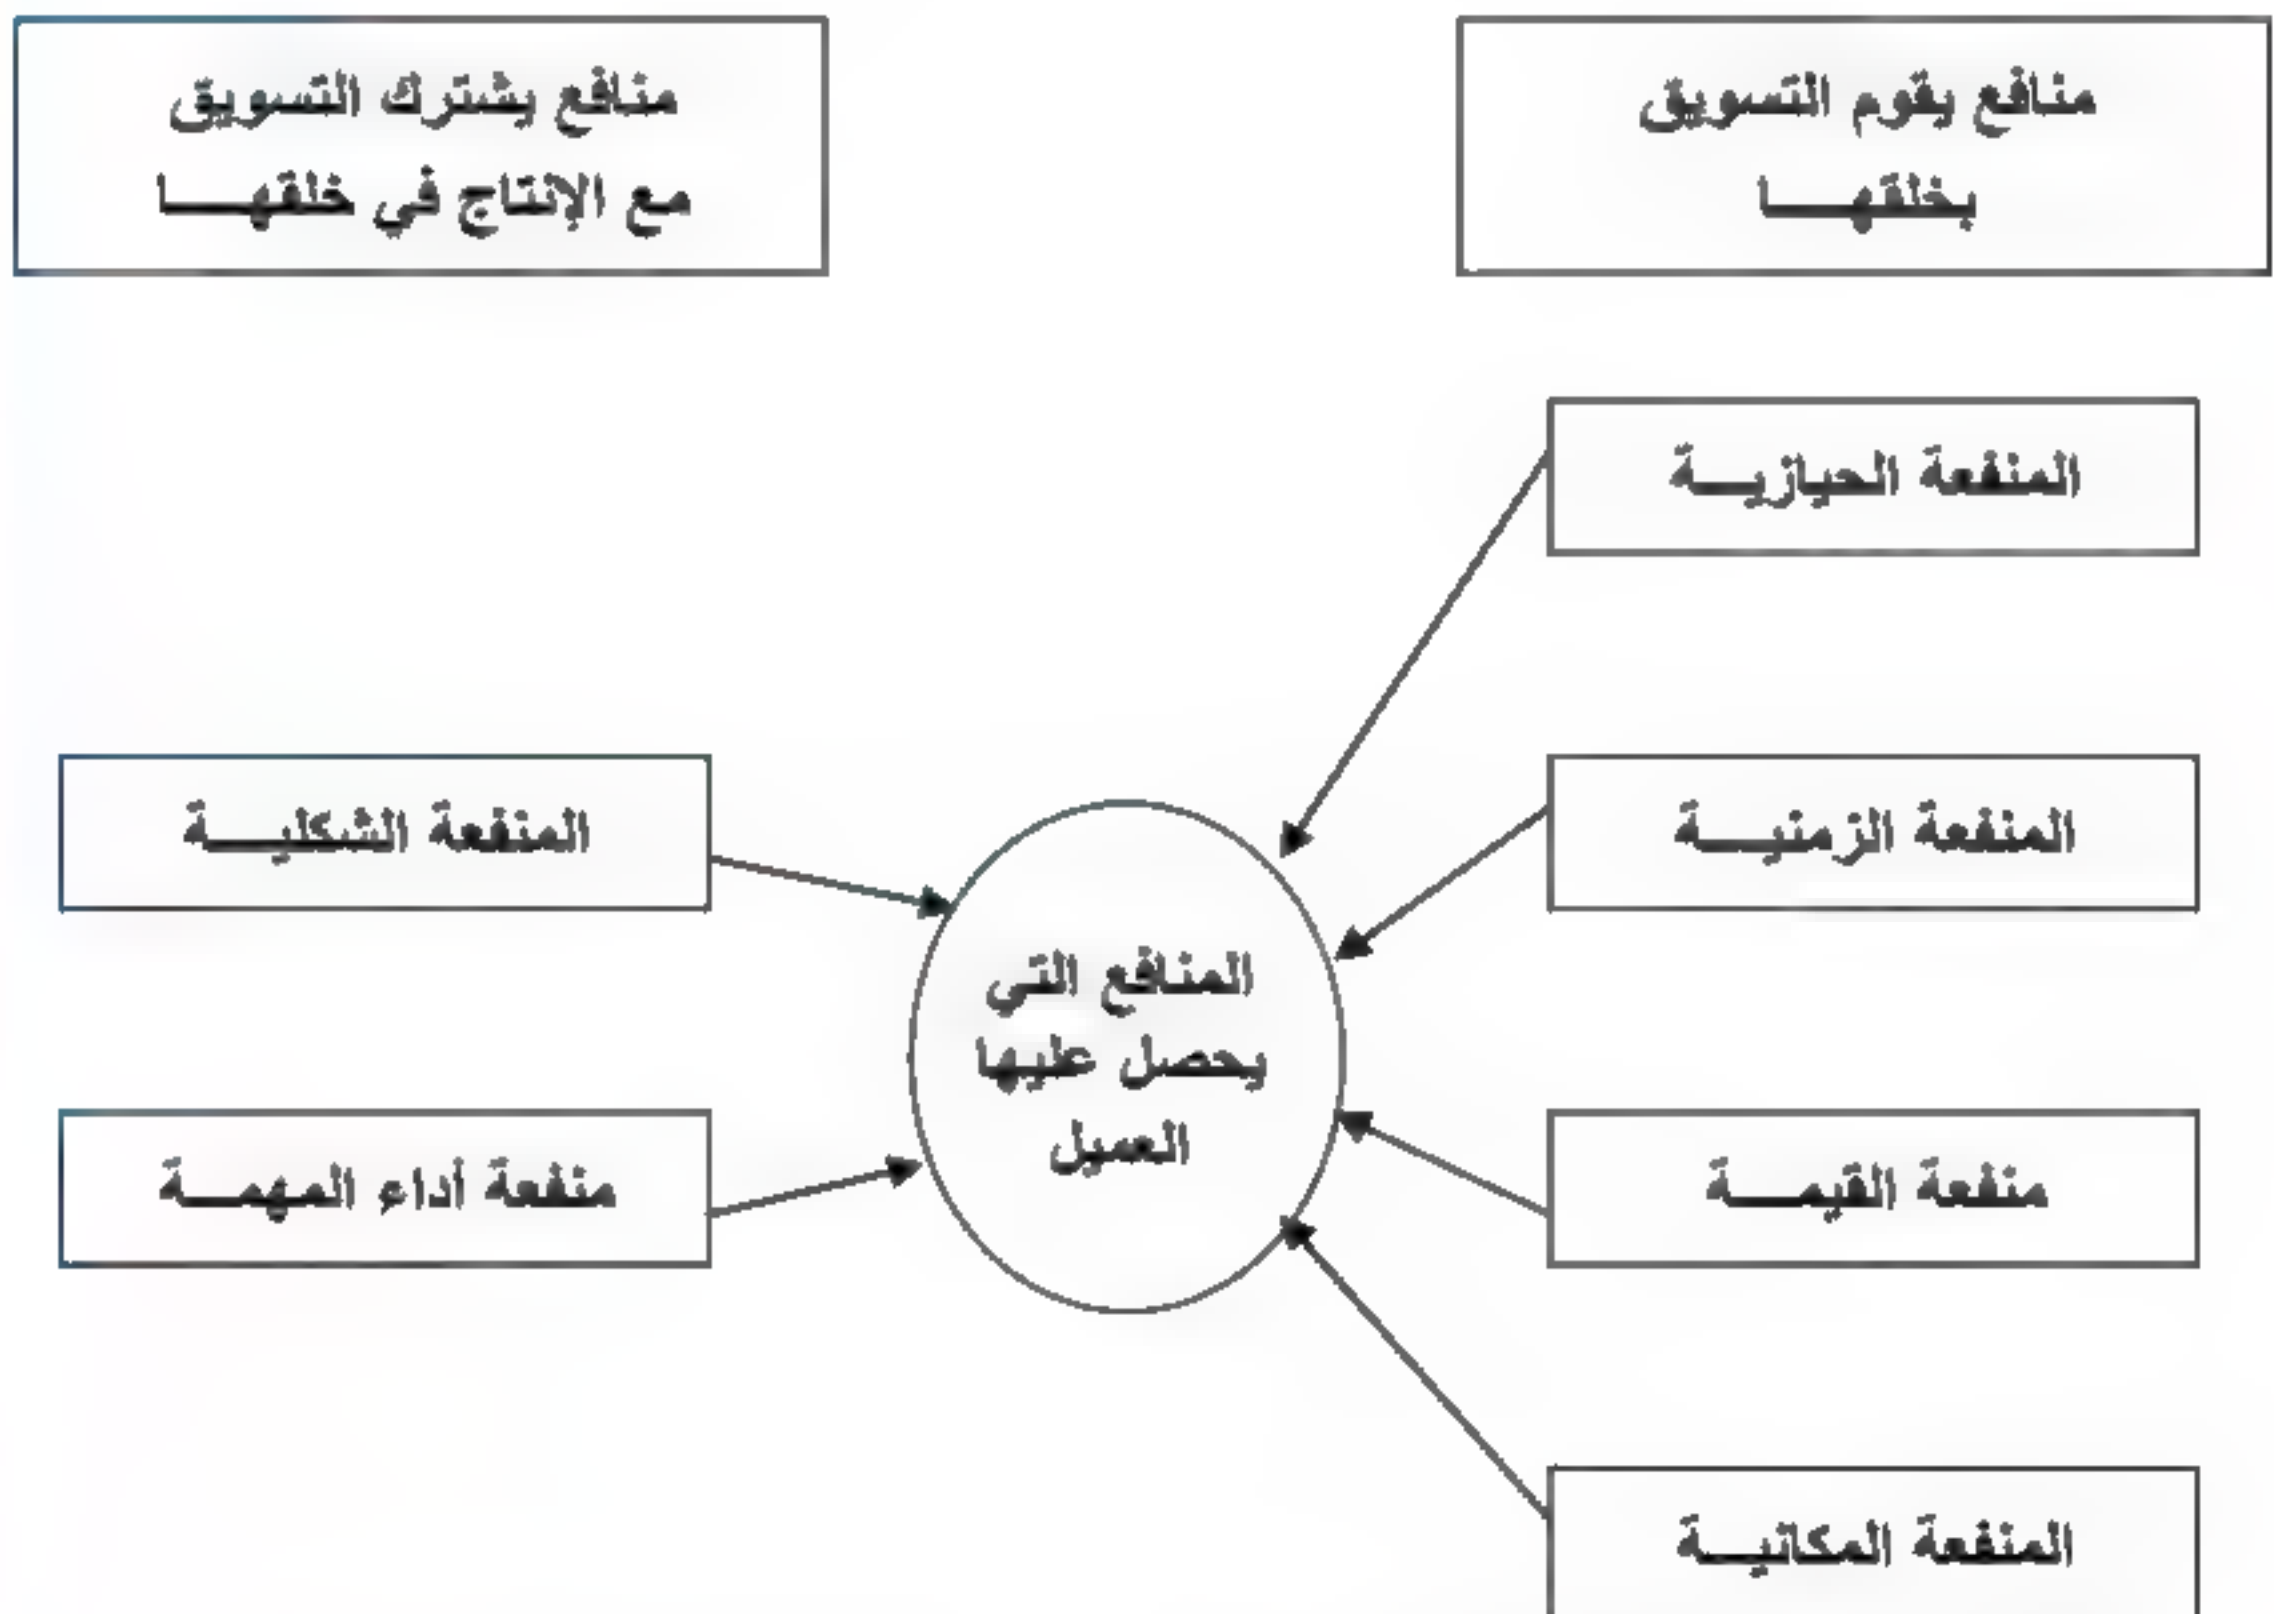 منافع يقوم التسويق
بخلقهـــا
منافع يشترك التسويق
مع الإنتاج في خلقهـــا
المنفعة الحيازيـــة
المنفعة الزمنيـــة
منفعة القيمـــة
المنفعة المكانيـــة
المنفعة الشكليـــة
منفعة أداء المهمـــة
المنافع التي
يحصل عليها
العميل